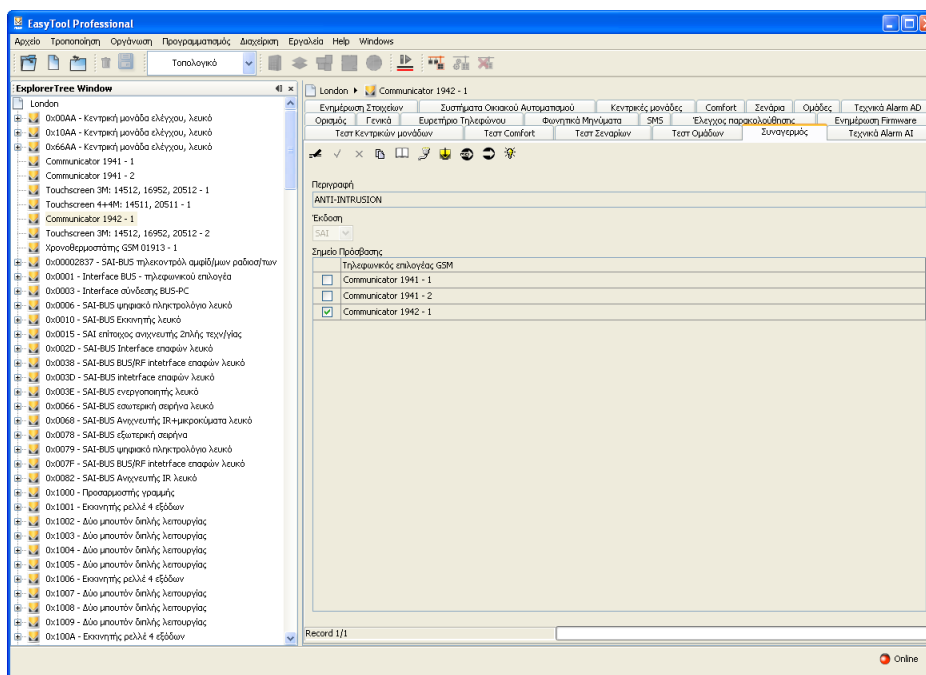 EasyTool Professional
Αρχείο Τροποποίηση Οργάνωση Προγραμματισμός Διαχείριση Εργαλεία Help Windows
Τοπολογικό
ExplorerTree Window
London
0x00AA - Κεντρική μονάδα ελέγχου, λευκό
0x10AA - Κεντρική μονάδα ελέγχου, λευκό
0x66AA - Κεντρική μονάδα ελέγχου, λευκό
Communicator 1941 - 1
Communicator 1941 - 2
Touchscreen 3M: 14512, 16952, 20512 - 1
Touchscreen 4+4M: 14511, 20511 - 1
Communicator 1942 - 1
Touchscreen 3M: 14512, 16952, 20512 - 2
Χρονοθερμοστάτης GSM 01913 - 1
0x00002837 - SAI-BUS τηλεκοντρόλ αμφίδ/μων ραδιοσ/των
0x0001 - Interface BUS - τηλεφωνικού επιλογέα
0x0003 - Interface σύνδεσης BUS-PC
0x0006 - SAI-BUS ψηφιακό πληκτρολόγιο λευκό
0x0010 - SAI-BUS Εκκινητής λευκό
0x0015 - SAI επίτοιχος ανιχνευτής 2πλής τεχν/γίας
0x002D - SAI-BUS Interface επαφών λευκό
0x0038 - SAI-BUS BUS/RF intetrface επαφών λευκό
0x003D - SAI-BUS intetrface επαφών λευκό
0x003E - SAI-BUS ενεργοποιητής λευκό
0x0066 - SAI-BUS εσωτερική σειρήνα λευκό
0x0068 - SAI-BUS Ανιχνευτής IR+μικροκύματα λευκό
0x0078 - SAI-BUS εξωτερική σειρήνα
0x0079 - SAI-BUS ψηφιακό πληκτρολόγιο λευκό
0x007F - SAI-BUS BUS/RF intetrface επαφών λευκό
0x0082 - SAI-BUS Ανιχνευτής IR λευκό
0x1000 - Προσαρμοστής γραμμής
0x1001 - Εκκινητής ρελλέ 4 εξόδων
0x1002 - Δύο μπουτόν διπλής λειτουργίας
0x1003 - Δύο μπουτόν διπλής λειτουργίας
0x1004 - Δύο μπουτόν διπλής λειτουργίας
0x1005 - Δύο μπουτόν διπλής λειτουργίας
0x1006 - Εκκινητής ρελλέ 4 εξόδων
0x1007 - Δύο μπουτόν διπλής λειτουργίας
0x1008 - Δύο μπουτόν διπλής λειτουργίας
0x1009 - Δύο μπουτόν διπλής λειτουργίας
0x100A - Εκκινητής ρελλέ 4 εξόδων
London Communicator 1942 - 1
Ενημέρωση Στοιχείων Συστήματα Οικιακού Αυτοματισμού Κεντρικές μονάδες Comfort Σενάρια Ομάδες Τεχνικά Alarm AD
Ορισμός Γενικά Ευρετήριο Τηλεφώνου Φωνητικά Μηνύματα SMS Έλεγχος παρακολούθησης Ενημέρωση Firmware
Τεστ Κεντρικών μονάδων Τεστ Comfort Τεστ Σεναρίων Τεστ Ομάδων Συναγερμός Τεχνικά Alarm AI
Περιγραφή
ANTI-INTRUSION
Έκδοση
SAI
Σημείο Πρόσβασης
Τηλεφωνικός επιλογέας GSM
Communicator 1941 - 1
Communicator 1941 - 2
Communicator 1942 - 1
Record 1/1
Online